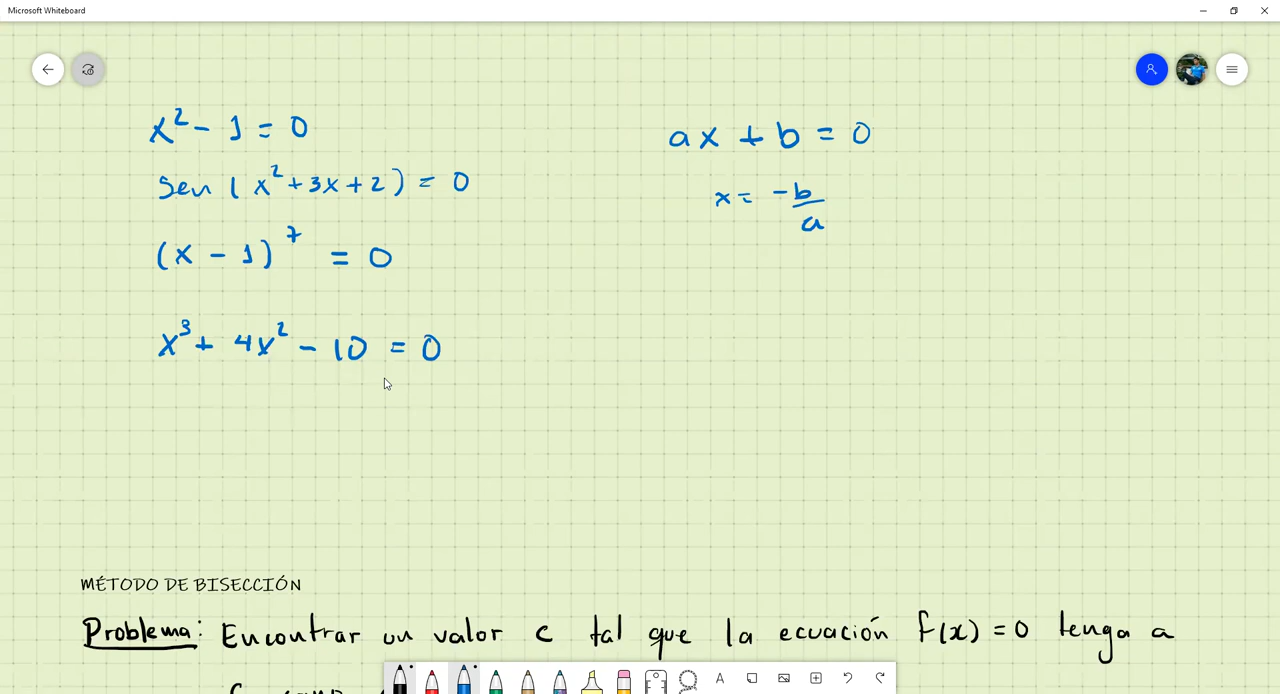 Microsoft Whiteboard
x² - 1 = 0
Sen (x² + 3x + 2) = 0
(x - 1)⁷ = 0
x³ + 4x² - 10 = 0
ax + b = 0
x = -b/a
MÉTODO DE BISECCIÓN
Problema: Encontrar un valor c tal que la ecuación f(x) = 0 tenga a